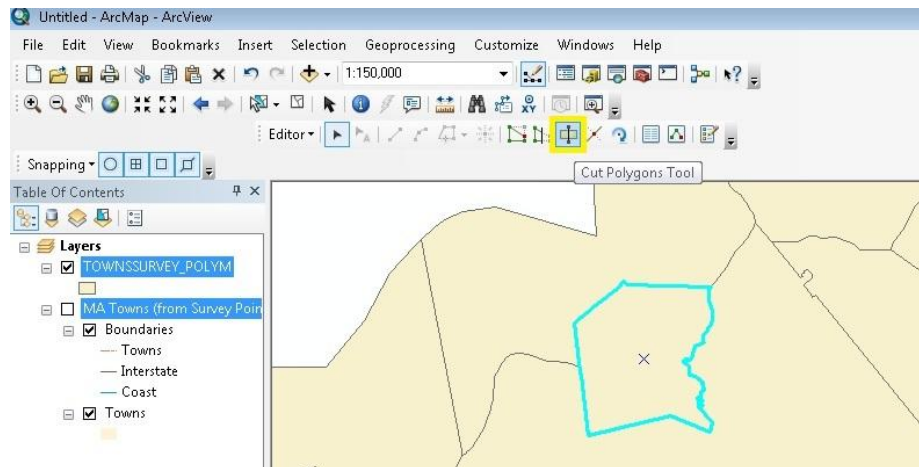 Untitled - ArcMap - ArcView
File Edit View Bookmarks Insert Selection Geoprocessing Customize Windows Help
1:150,000
Editor
Snapping
Cut Polygons Tool
Table Of Contents
Layers
TOWNSSURVEY_POLYM
MA Towns (from Survey Poin
Boundaries
Towns
Interstate
Coast
Towns